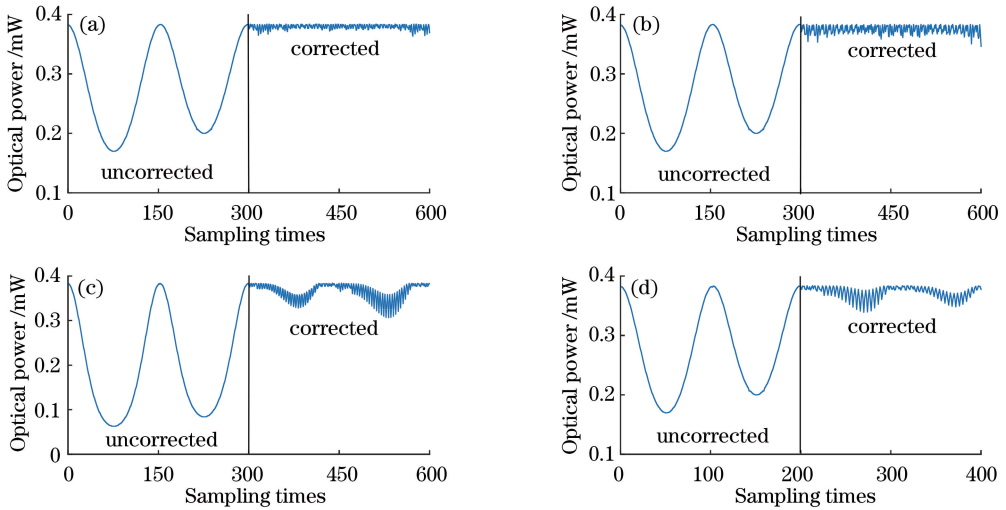 (a)
Optical power /mW
0.4
0.3
0.2
0.1
corrected
uncorrected
0 150 300 450 600
Sampling times
(b)
Optical power /mW
0.4
0.3
0.2
0.1
corrected
uncorrected
0 150 300 450 600
Sampling times
(c)
Optical power /mW
0.4
0.3
0.2
0.1
0
corrected
uncorrected
0 150 300 450 600
Sampling times
(d)
Optical power /mW
0.4
0.3
0.2
0.1
corrected
uncorrected
0 100 200 300 400
Sampling times